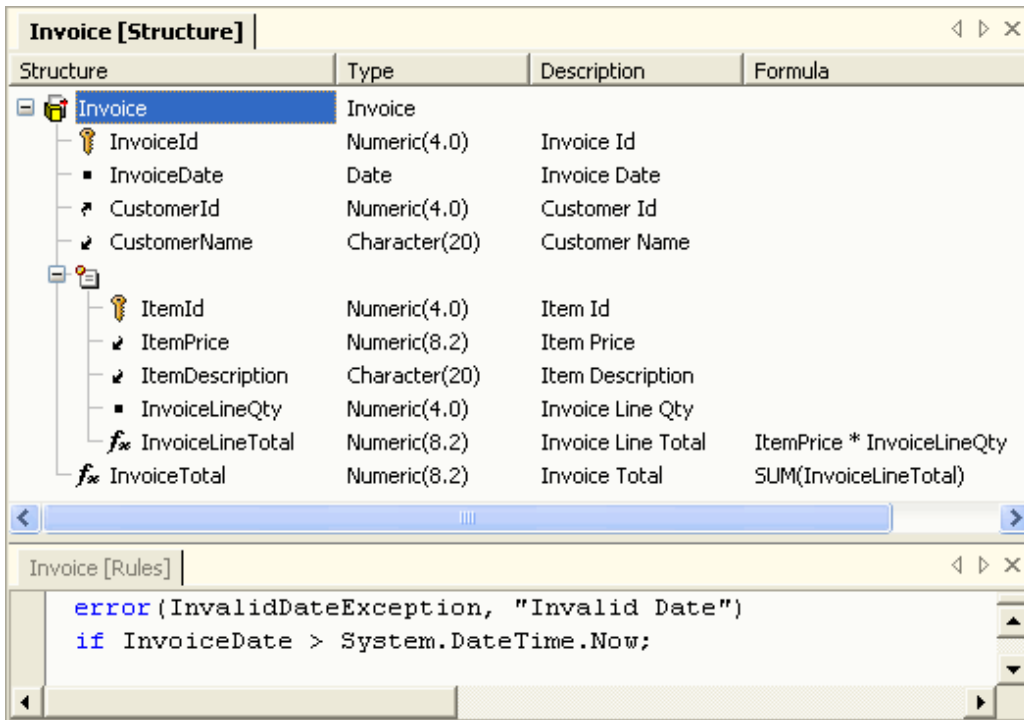 Invoice [Structure]
Structure Type Description Formula
Invoice Invoice
InvoiceId Numeric(4.0) Invoice Id
InvoiceDate Date Invoice Date
CustomerId Numeric(4.0) Customer Id
CustomerName Character(20) Customer Name
ItemId Numeric(4.0) Item Id
ItemPrice Numeric(8.2) Item Price
ItemDescription Character(20) Item Description
InvoiceLineQty Numeric(4.0) Invoice Line Qty
fx InvoiceLineTotal Numeric(8.2) Invoice Line Total ItemPrice * InvoiceLineQty
fx InvoiceTotal Numeric(8.2) Invoice Total SUM(InvoiceLineTotal)
Invoice [Rules]
error(InvalidDateException, "Invalid Date")
if InvoiceDate > System.DateTime.Now;